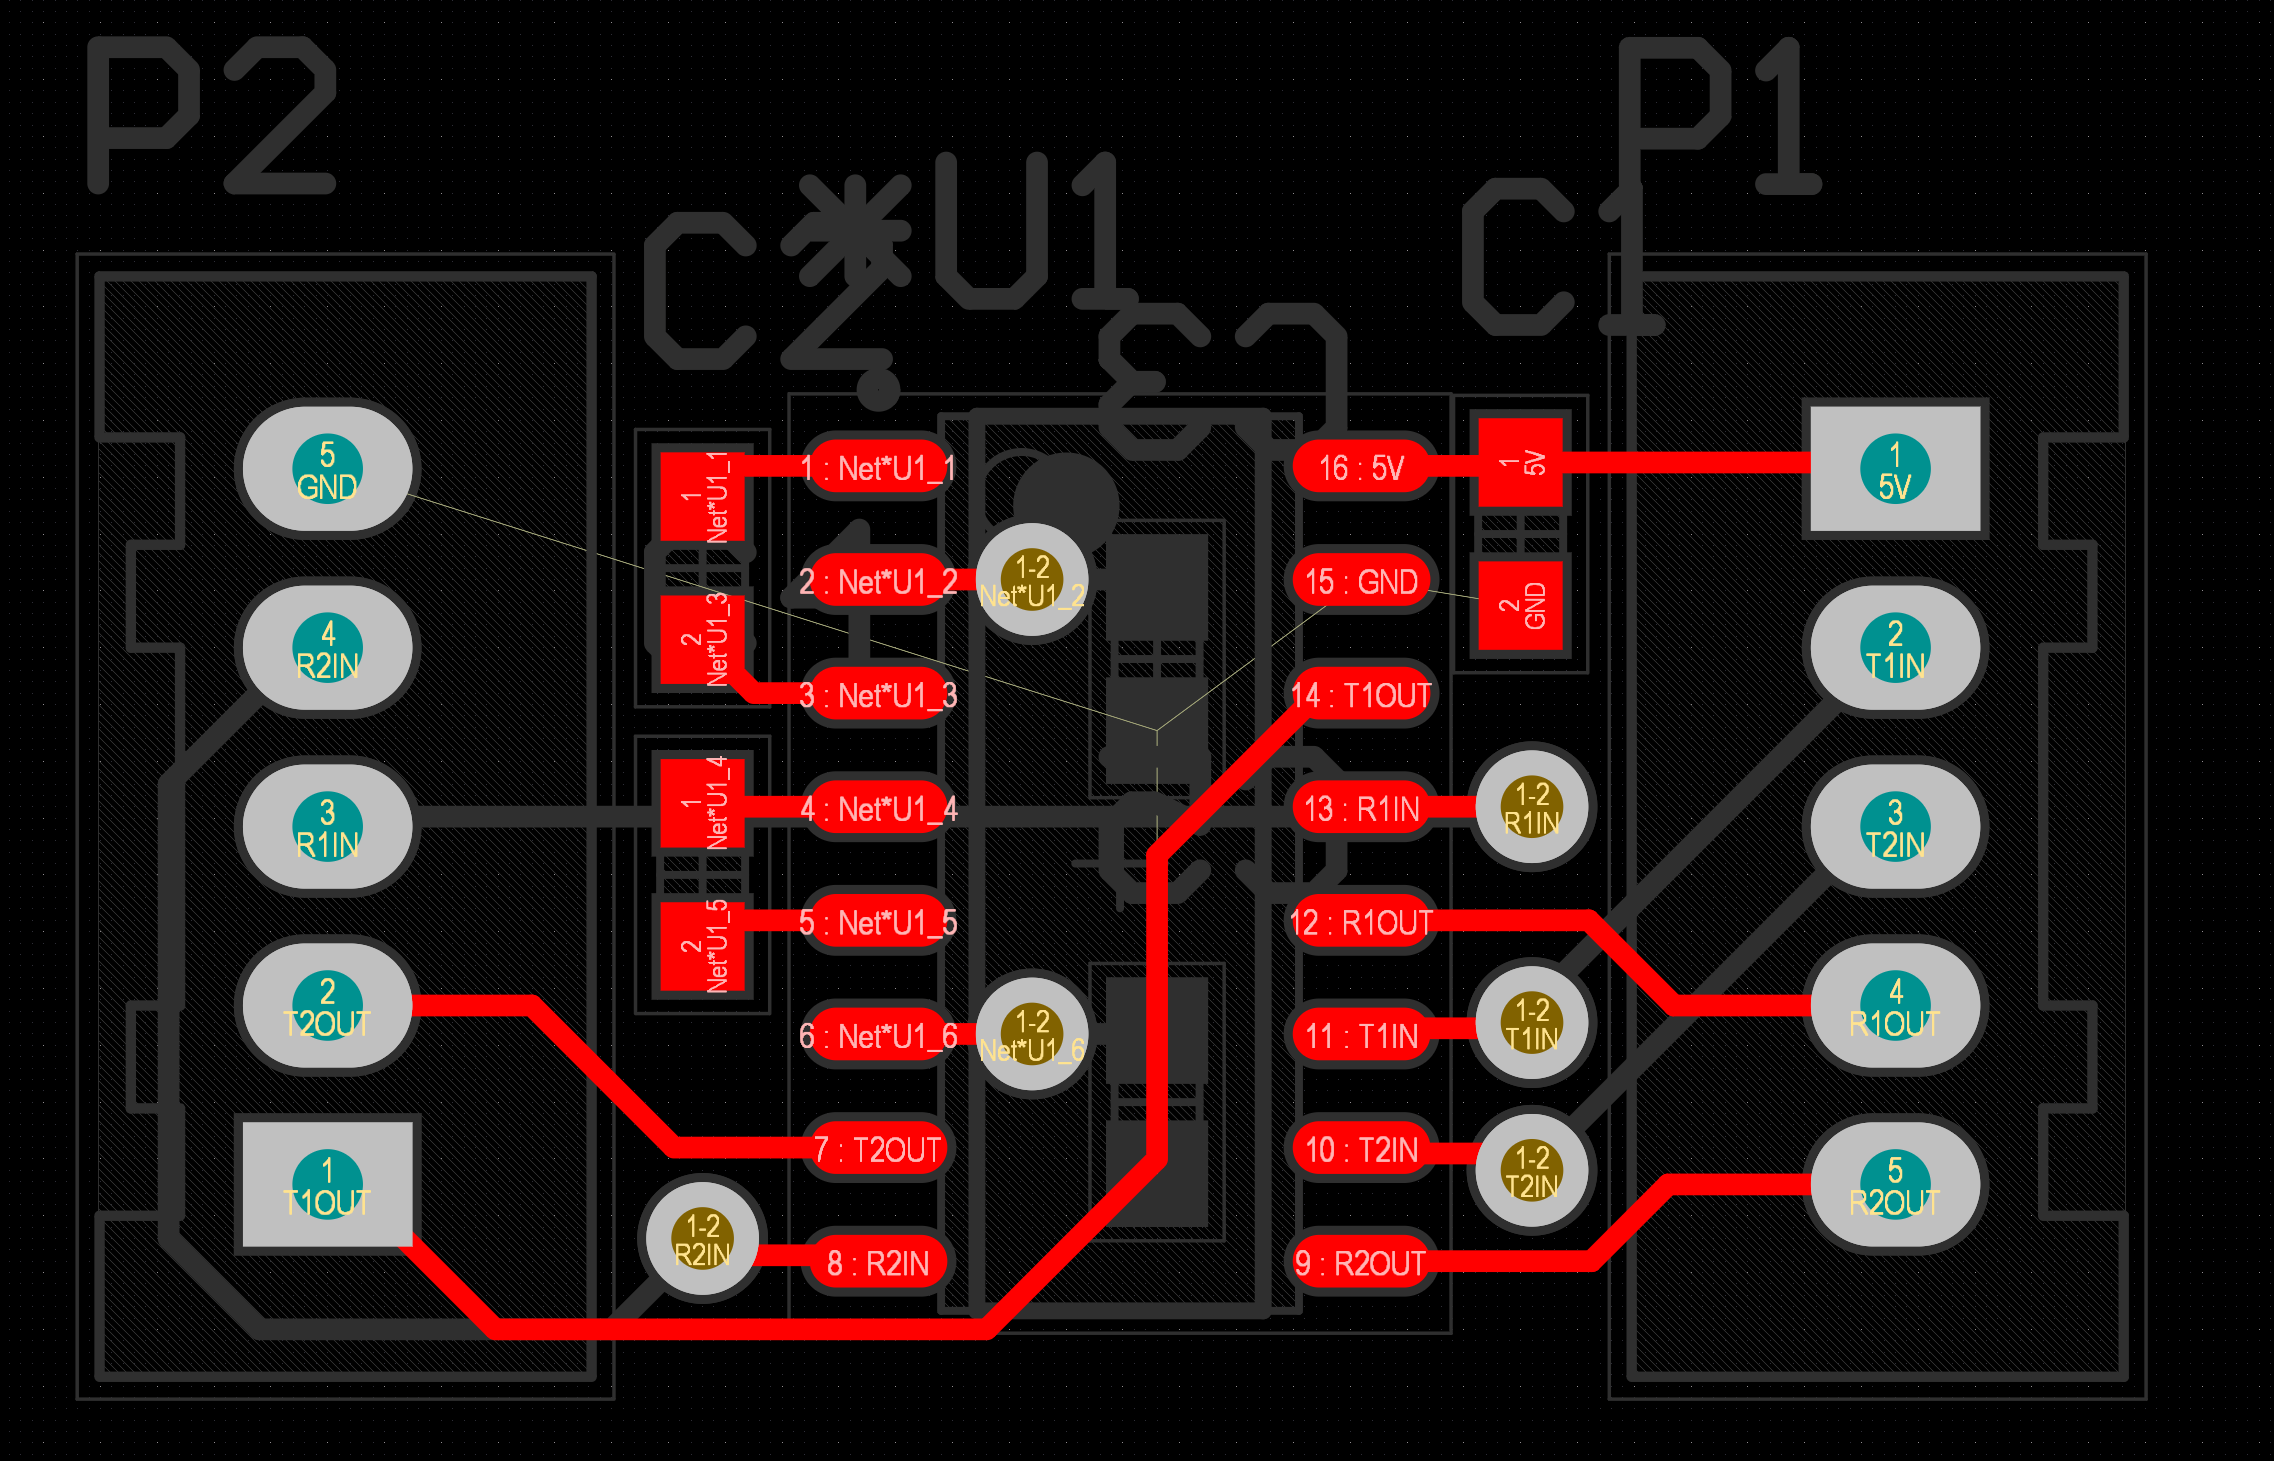 P2
P1
C2
*U1
C1
C3
5
GND
4
R2IN
3
R1IN
2
T2OUT
1
T1OUT
1
Net*U1_1
2
Net*U1_3
1
Net*U1_4
2
Net*U1_5
1-2
R2IN
1 : Net*U1_1
2 : Net*U1_2
3 : Net*U1_3
4 : Net*U1_4
5 : Net*U1_5
6 : Net*U1_6
7 : T2OUT
8 : R2IN
1-2
Net*U1_2
1-2
Net*U1_6
16 : 5V
15 : GND
14 : T1OUT
13 : R1IN
12 : R1OUT
11 : T1IN
10 : T2IN
9 : R2OUT
1
5V
2
GND
1-2
R1IN
1-2
T1IN
1-2
T2IN
1
5V
2
T1IN
3
T2IN
4
R1OUT
5
R2OUT